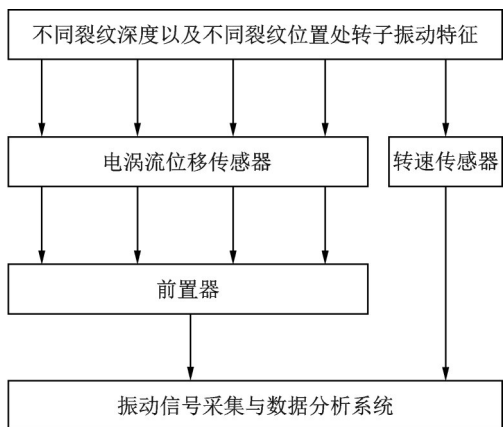 不同裂纹深度以及不同裂纹位置处转子振动特征
电涡流位移传感器
转速传感器
前置器
振动信号采集与数据分析系统